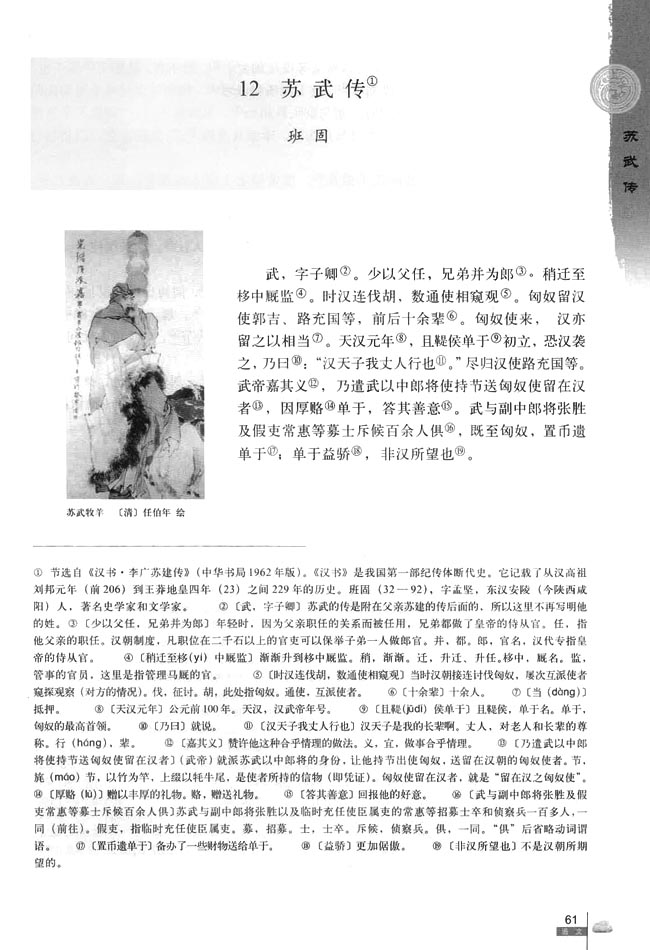 12 苏武传①
班固
苏武传
武，字子卿②。少以父任，兄弟并为郎③。稍迁至
栘中厩监④。时汉连伐胡，数通使相窥观⑤。匈奴留汉
使郭吉、路充国等，前后十余辈⑥。匈奴使来，汉亦
留之以相当⑦。天汉元年⑧，且鞮侯单于⑨初立，恐汉袭
之，乃曰⑩：“汉天子我丈人行也⑪。”尽归汉使路充国等。
武帝嘉其义⑫，乃遣武以中郎将使持节送匈奴使留在汉
者⑬，因厚赂⑭单于，答其善意⑮。武与副中郎将张胜
及假吏常惠等募士斥候百余人俱⑯，既至匈奴，置币遗
单于⑰；单于益骄⑱，非汉所望也⑲。
苏武牧羊 〔清〕任伯年 绘
① 节选自《汉书·李广苏建传》（中华书局1962年版）。《汉书》是我国第一部纪传体断代史。它记载了从汉高祖
刘邦元年（前206）到王莽地皇四年（23）之间229年的历史。班固（32—92），字孟坚，东汉安陵（今陕西咸
阳）人，著名史学家和文学家。 ②〔武，字子卿〕苏武的传是附在父亲苏建的传后面的，所以这里不再写明他
的姓。③〔少以父任，兄弟并为郎〕年轻时，因为父亲职任的关系而被任用，兄弟都做了皇帝的侍从官。任，指
他父亲的职任。汉朝制度，凡职位在二千石以上的官吏可以保举子弟一人做郎官。并，都。郎，官名，汉代专指皇
帝的侍从官。 ④〔稍迁至栘(yí)中厩监〕渐渐升到栘中厩监。稍，渐渐。迁，升迁、升任。栘中，厩名。监，
管事的官员，这里是指管理马厩的官。 ⑤〔时汉连伐胡，数通使相窥观〕当时汉朝接连讨伐匈奴，屡次互派使者
窥探观察（对方的情况）。伐，征讨。胡，此处指匈奴。通使，互派使者。 ⑥〔十余辈〕十余人。 ⑦〔当(dàng)〕
抵押。 ⑧〔天汉元年〕公元前100年。天汉，汉武帝年号。 ⑨〔且鞮(jūdī)侯单于〕且鞮侯，单于名。单于，
匈奴的最高首领。 ⑩〔乃曰〕就说。 ⑪〔汉天子我丈人行也〕汉天子是我的长辈啊。丈人，对老人和长辈的尊
称。行(háng)，辈。 ⑫〔嘉其义〕赞许他这种合乎情理的做法。义，宜，做事合乎情理。 ⑬〔乃遣武以中郎
将使持节送匈奴使留在汉者〕（武帝）就派苏武以中郎将的身份，让他持节出使匈奴，送留在汉朝的匈奴使者。节，
旄(máo)节，以竹为竿，上缀以牦牛尾，是使者所持的信物（即凭证）。匈奴使留在汉者，就是“留在汉之匈奴使”。
⑭〔厚赂(lù)〕赠以丰厚的礼物。赂，赠送礼物。 ⑮〔答其善意〕回报他的好意。 ⑯〔武与副中郎将张胜及假
吏常惠等募士斥候百余人俱〕苏武与副中郎将张胜以及临时充任使臣属吏的常惠等招募士卒和侦察兵一百多人，一
同（前往）。假吏，指临时充任使臣属吏。募，招募。士，士卒。斥候，侦察兵。俱，一同。“俱”后省略动词谓
语。 ⑰〔置币遗单于〕备办了一些财物送给单于。 ⑱〔益骄〕更加倨傲。 ⑲〔非汉所望也〕不是汉朝所期
望的。
61
语文